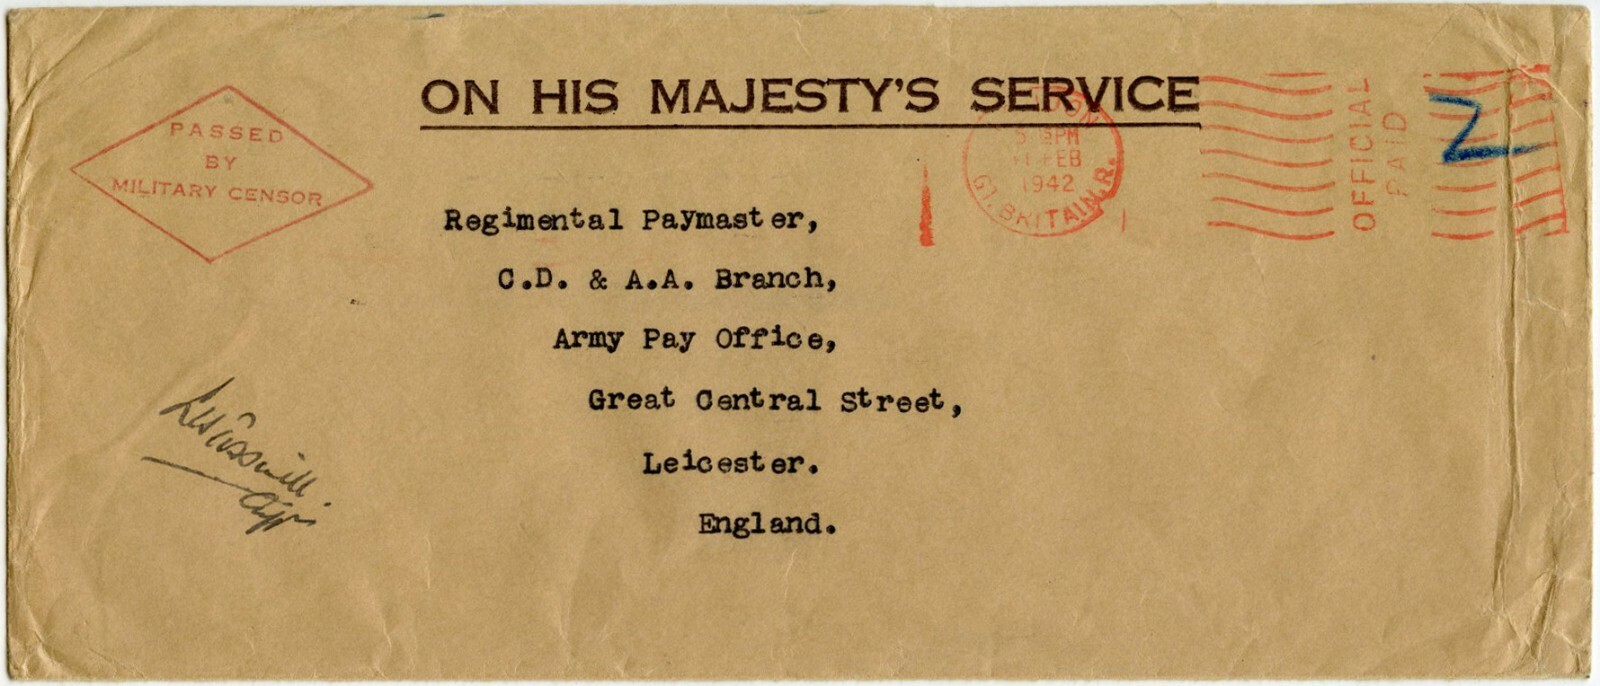 ON HIS MAJESTY'S SERVICE
PASSED
BY
MILITARY CENSOR
PM
FEB
1942
GT. BRITAIN.R.
OFFICIAL
PAID
Z
Regimental Paymaster,
C.D. & A.A. Branch,
Army Pay Office,
Great Central Street,
Leicester.
England.